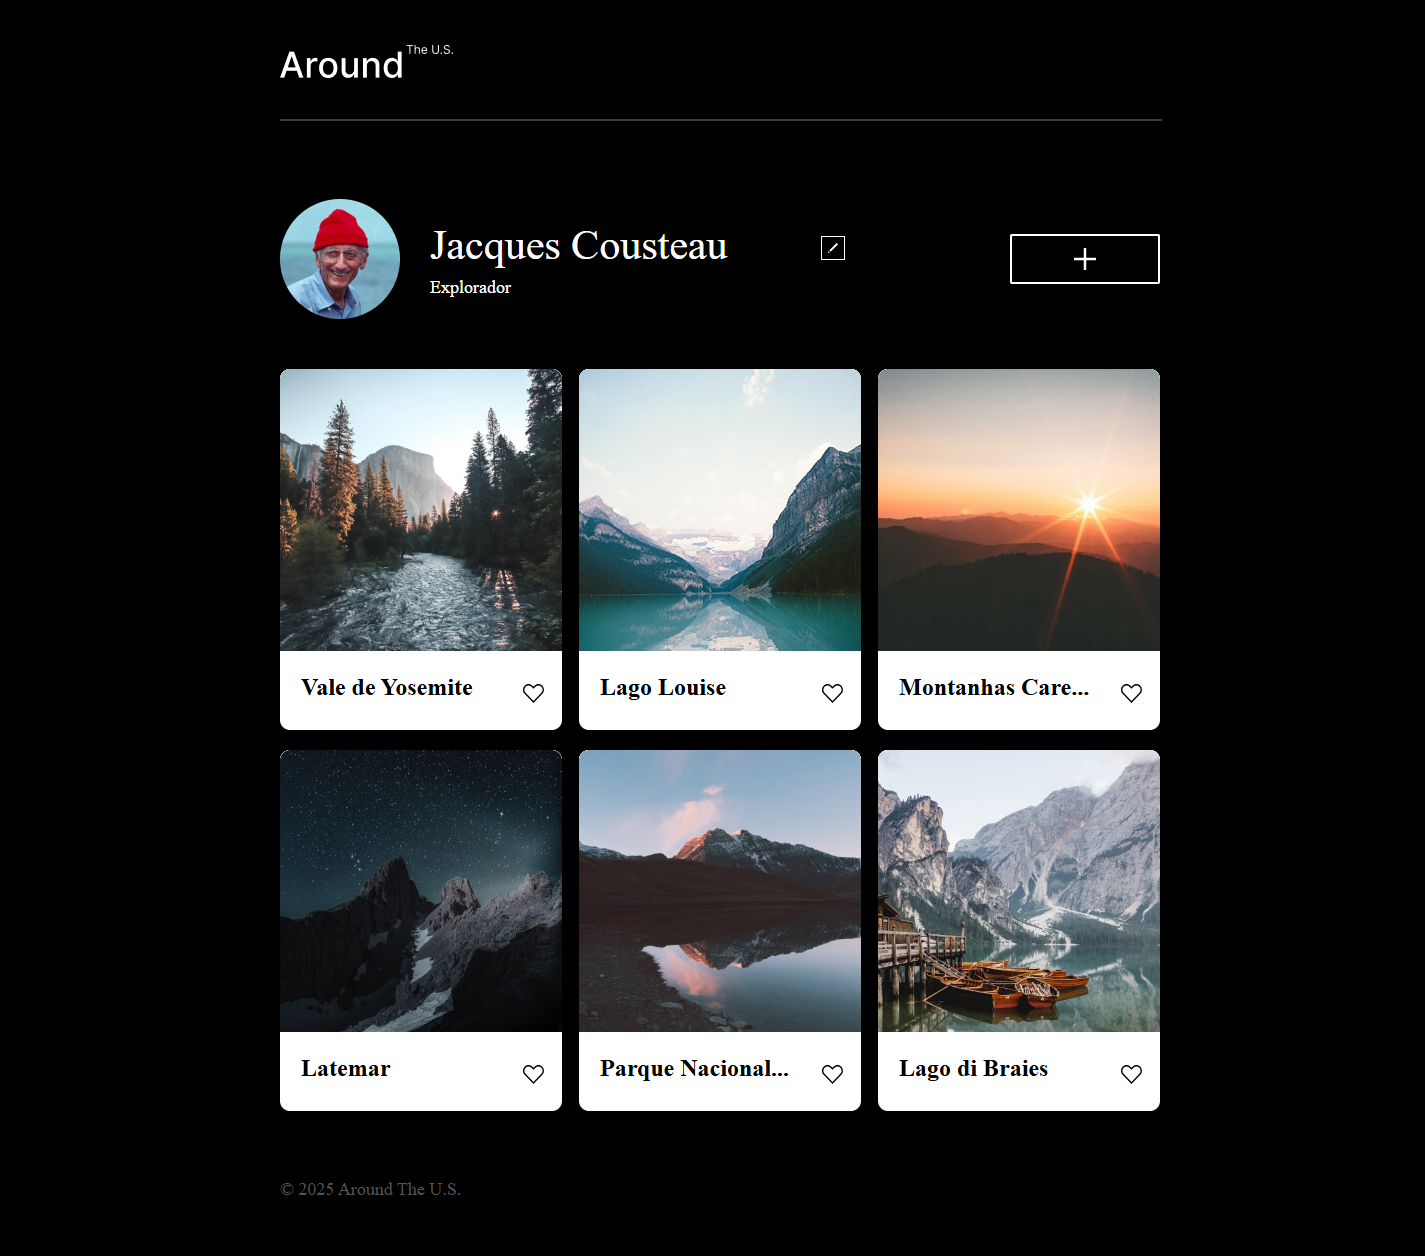 Around The U.S.
Jacques Cousteau
Explorador
Vale de Yosemite
Lago Louise
Montanhas Care...
Latemar
Parque Nacional...
Lago di Braies
© 2025 Around The U.S.